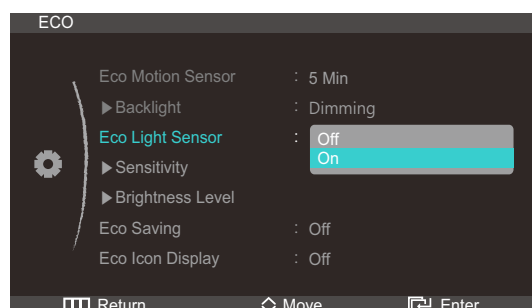 ECO
Eco Motion Sensor : 5 Min
▶Backlight : Dimming
Eco Light Sensor : Off
On
▶Sensitivity
▶Brightness Level
Eco Saving : Off
Eco Icon Display : Off
Return Move Enter